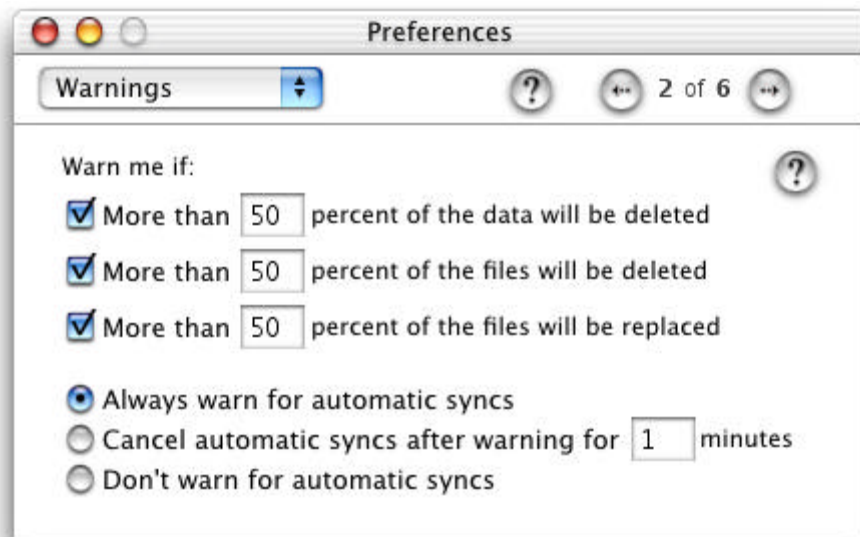 Preferences
Warnings ? 2 of 6
Warn me if: ?
More than 50 percent of the data will be deleted
More than 50 percent of the files will be deleted
More than 50 percent of the files will be replaced
Always warn for automatic syncs
Cancel automatic syncs after warning for 1 minutes
Don't warn for automatic syncs